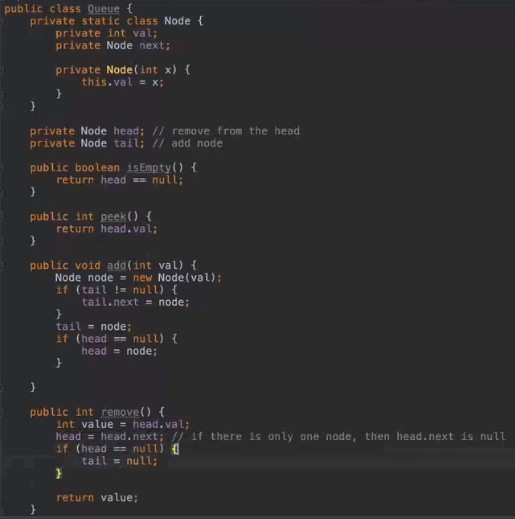 public class Queue {
    private static class Node {
        private int val;
        private Node next;

        private Node(int x) {
            this.val = x;
        }
    }

    private Node head; // remove from the head
    private Node tail; // add node

    public boolean isEmpty() {
        return head == null;
    }

    public int peek() {
        return head.val;
    }

    public void add(int val) {
        Node node = new Node(val);
        if (tail != null) {
            tail.next = node;
        }
        tail = node;
        if (head == null) {
            head = node;
        }

    }

    public int remove() {
        int value = head.val;
        head = head.next; // if there is only one node, then head.next is null
        if (head == null) {
            tail = null;
        }

        return value;
    }